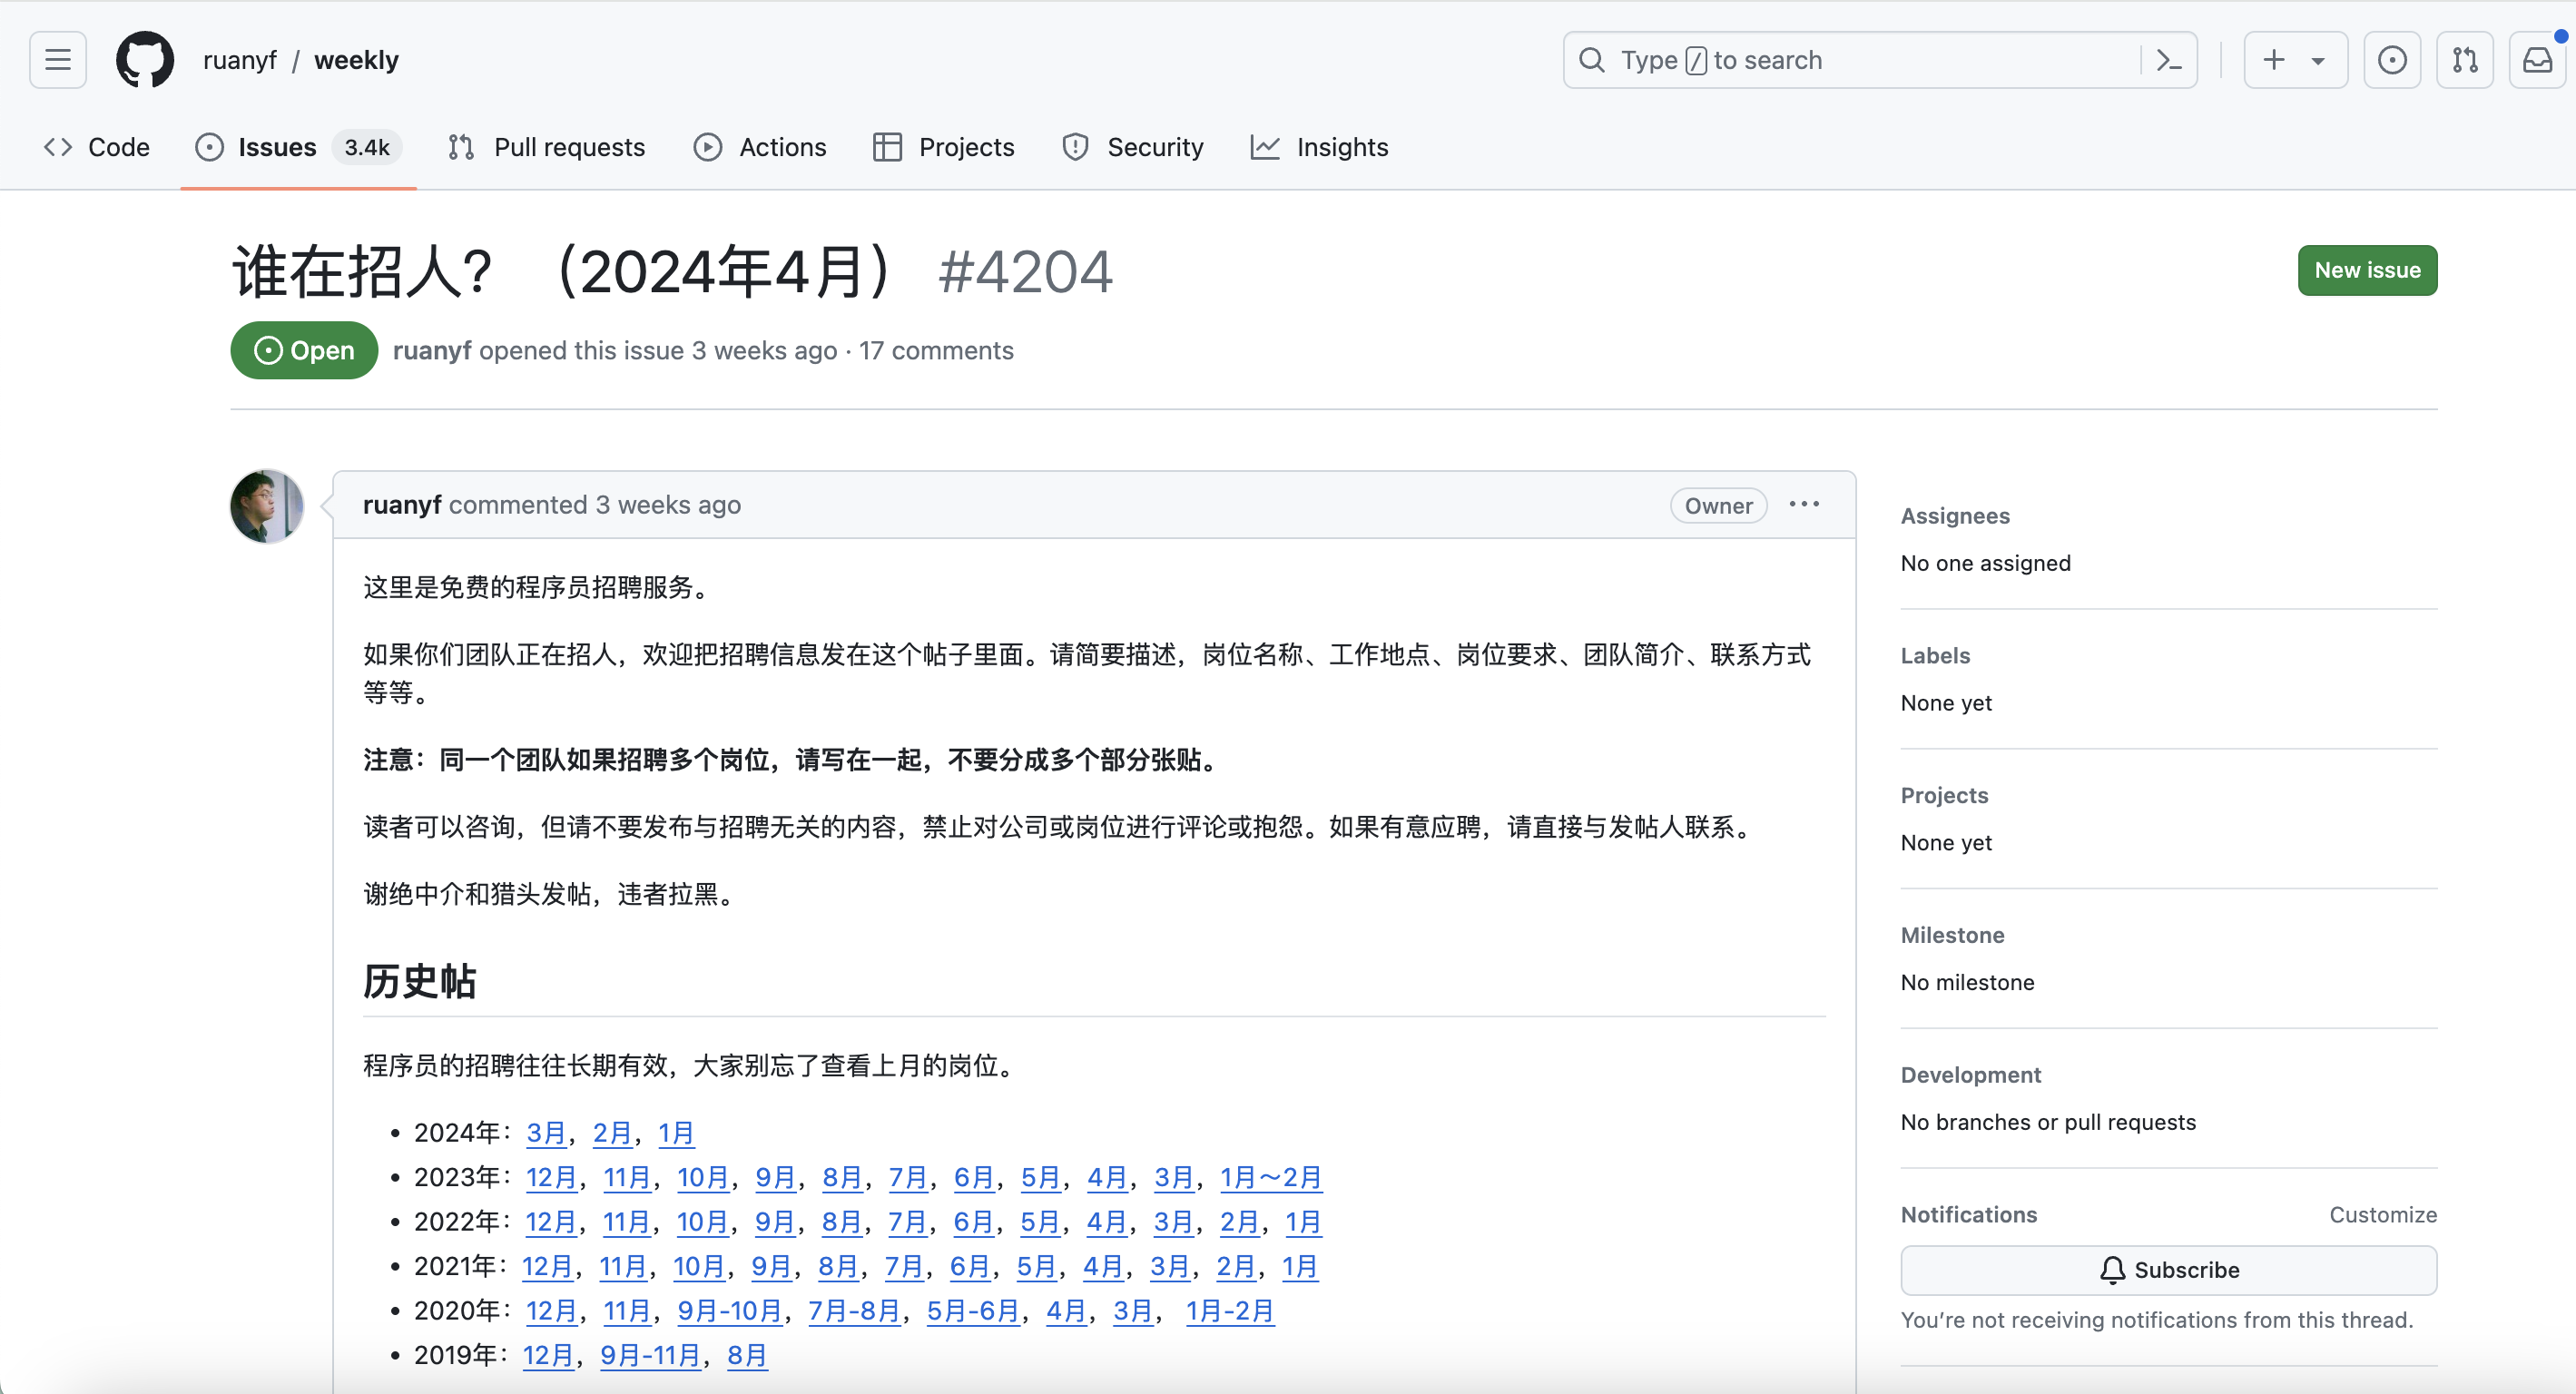 ruanyf / weekly
Type / to search
Code Issues 3.4k Pull requests Actions Projects Security Insights
谁在招人？（2024年4月） #4204
New issue
Open ruanyf opened this issue 3 weeks ago · 17 comments
ruanyf commented 3 weeks ago Owner
这里是免费的程序员招聘服务。
如果你们团队正在招人，欢迎把招聘信息发在这个帖子里面。请简要描述，岗位名称、工作地点、岗位要求、团队简介、联系方式
等等。
注意：同一个团队如果招聘多个岗位，请写在一起，不要分成多个部分张贴。
读者可以咨询，但请不要发布与招聘无关的内容，禁止对公司或岗位进行评论或抱怨。如果有意应聘，请直接与发帖人联系。
谢绝中介和猎头发帖，违者拉黑。
历史帖
程序员的招聘往往长期有效，大家别忘了查看上月的岗位。
• 2024年：3月，2月，1月
• 2023年：12月，11月，10月，9月，8月，7月，6月，5月，4月，3月，1月～2月
• 2022年：12月，11月，10月，9月，8月，7月，6月，5月，4月，3月，2月，1月
• 2021年：12月，11月，10月，9月，8月，7月，6月，5月，4月，3月，2月，1月
• 2020年：12月，11月，9月-10月，7月-8月，5月-6月，4月，3月， 1月-2月
• 2019年：12月，9月-11月，8月
Assignees
No one assigned
Labels
None yet
Projects
None yet
Milestone
No milestone
Development
No branches or pull requests
Notifications Customize
Subscribe
You’re not receiving notifications from this thread.